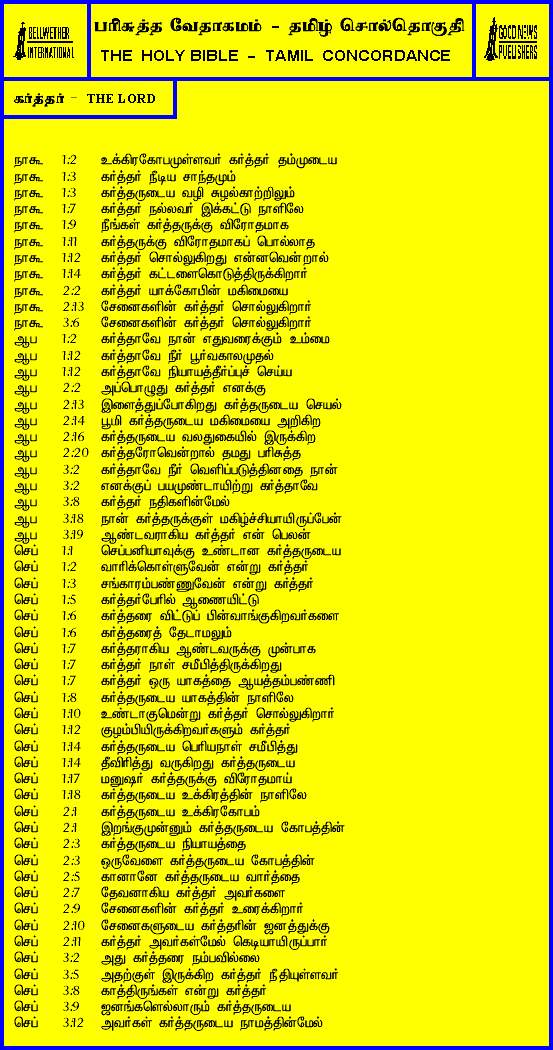 BELLWETHER
INTERNATIONAL
பரிசுத்த வேதாகமம் - தமிழ் சொல்தொகுதி
THE HOLY BIBLE - TAMIL CONCORDANCE
GOOD NEWS
PUBLISHERS
கர்த்தர் - THE LORD
நாகூ 1:2 உக்கிரகோபமுள்ளவர் கர்த்தர் தம்முடைய
நாகூ 1:3 கர்த்தர் நீடிய சாந்தமும்
நாகூ 1:3 கர்த்தருடைய வழி சுழல்காற்றிலும்
நாகூ 1:7 கர்த்தர் நல்லவர் இக்கட்டு நாளிலே
நாகூ 1:9 நீங்கள் கர்த்தருக்கு விரோதமாக
நாகூ 1:11 கர்த்தருக்கு விரோதமாகப் பொல்லாத
நாகூ 1:12 கர்த்தர் சொல்லுகிறது என்னவென்றால்
நாகூ 1:14 கர்த்தர் கட்டளைகொடுத்திருக்கிறார்
நாகூ 2:2 கர்த்தர் யாக்கோபின் மகிமையை
நாகூ 2:13 சேனைகளின் கர்த்தர் சொல்லுகிறார்
நாகூ 3:6 சேனைகளின் கர்த்தர் சொல்லுகிறார்
ஆப 1:2 கர்த்தாவே நான் எதுவரைக்கும் உம்மை
ஆப 1:12 கர்த்தாவே நீர் பூர்வகாலமுதல்
ஆப 1:12 கர்த்தாவே நியாயத்தீர்ப்புச் செய்ய
ஆப 2:2 அப்பொழுது கர்த்தர் எனக்கு
ஆப 2:13 இளைத்துப்போகிறது கர்த்தருடைய செயல்
ஆப 2:14 பூமி கர்த்தருடைய மகிமையை அறிகிற
ஆப 2:16 கர்த்தருடைய வலதுகையில் இருக்கிற
ஆப 2:20 கர்த்தரோவென்றால் தமது பரிசுத்த
ஆப 3:2 கர்த்தாவே நீர் வெளிப்படுத்தினதை நான்
ஆப 3:2 எனக்குப் பயமுண்டாயிற்று கர்த்தாவே
ஆப 3:8 கர்த்தர் நதிகளின்மேல்
ஆப 3:18 நான் கர்த்தருக்குள் மகிழ்ச்சியாயிருப்பேன்
ஆப 3:19 ஆண்டவராகிய கர்த்தர் என் பெலன்
செப் 1:1 செப்பனியாவுக்கு உண்டான கர்த்தருடைய
செப் 1:2 வாரிக்கொள்ளுவேன் என்று கர்த்தர்
செப் 1:3 சங்காரம்பண்ணுவேன் என்று கர்த்தர்
செப் 1:5 கர்த்தர்பேரில் ஆணையிட்டு
செப் 1:6 கர்த்தரை விட்டுப் பின்வாங்குகிறவர்களை
செப் 1:6 கர்த்தரைத் தேடாமலும்
செப் 1:7 கர்த்தராகிய ஆண்டவருக்கு முன்பாக
செப் 1:7 கர்த்தர் நாள் சமீபித்திருக்கிறது
செப் 1:7 கர்த்தர் ஒரு யாகத்தை ஆயத்தம்பண்ணி
செப் 1:8 கர்த்தருடைய யாகத்தின் நாளிலே
செப் 1:10 உண்டாகுமென்று கர்த்தர் சொல்லுகிறார்
செப் 1:12 குழம்பியிருக்கிறவர்களும் கர்த்தர்
செப் 1:14 கர்த்தருடைய பெரியநாள் சமீபித்து
செப் 1:14 தீவிரித்து வருகிறது கர்த்தருடைய
செப் 1:17 மனுஷர் கர்த்தருக்கு விரோதமாய்
செப் 1:18 கர்த்தருடைய உக்கிரத்தின் நாளிலே
செப் 2:1 கர்த்தருடைய உக்கிரகோபம்
செப் 2:1 இறங்குமுன்னும் கர்த்தருடைய கோபத்தின்
செப் 2:3 கர்த்தருடைய நியாயத்தை
செப் 2:3 ஒருவேளை கர்த்தருடைய கோபத்தின்
செப் 2:5 கானானே கர்த்தருடைய வார்த்தை
செப் 2:7 தேவனாகிய கர்த்தர் அவர்களை
செப் 2:9 சேனைகளின் கர்த்தர் உரைக்கிறார்
செப் 2:10 சேனைகளுடைய கர்த்தரின் ஜனத்துக்கு
செப் 2:11 கர்த்தர் அவர்கள்மேல் கெடியாயிருப்பார்
செப் 3:2 அது கர்த்தரை நம்பவில்லை
செப் 3:5 அதற்குள் இருக்கிற கர்த்தர் நீதியுள்ளவர்
செப் 3:8 காத்திருங்கள் என்று கர்த்தர்
செப் 3:9 ஜனங்களெல்லாரும் கர்த்தருடைய
செப் 3:12 அவர்கள் கர்த்தருடைய நாமத்தின்மேல்